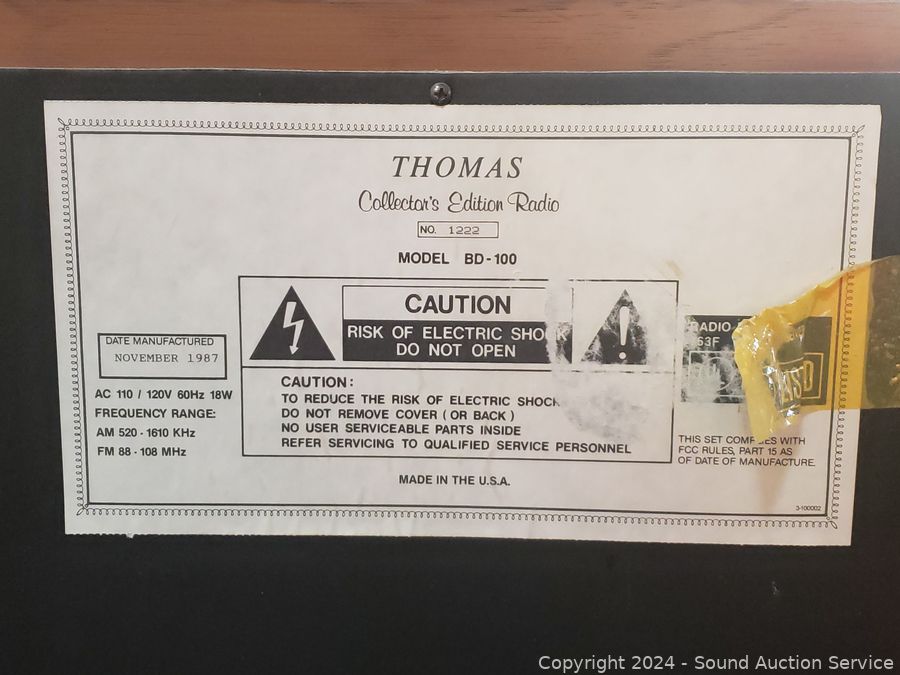 THOMAS
Collector's Edition Radio
NO. 1222
MODEL BD-100
CAUTION
RISK OF ELECTRIC SHOCK
DO NOT OPEN
DATE MANUFACTURED
NOVEMBER 1987
AC 110 / 120V 60Hz 18W
FREQUENCY RANGE:
AM 520 - 1610 KHz
FM 88 - 108 MHz
CAUTION:
TO REDUCE THE RISK OF ELECTRIC SHOCK
DO NOT REMOVE COVER (OR BACK)
NO USER SERVICEABLE PARTS INSIDE
REFER SERVICING TO QUALIFIED SERVICE PERSONNEL
RADIO
63F
THIS SET COMPLIES WITH
FCC RULES, PART 15 AS
OF DATE OF MANUFACTURE.
MADE IN THE U.S.A.
3-100002
Copyright 2024 - Sound Auction Service